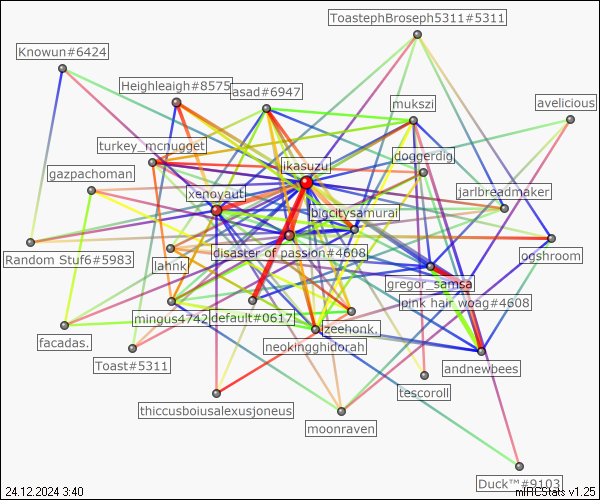 ToastephBroseph5311#5311
Knowun#6424
Heighleaigh#8575
asad#6947
mukszi
avelicious
turkey_mcnugget
doggerdig
jikasuzu
gazpachoman
xenoyaut
jarlbreadmaker
bigcitysamurai
Random Stuf6#5983
lahnk
disaster of passion#4608
ogshroom
gregor_samsa
pink hair woag#4608
mingus4742
default#0617
zeehonk.
facadas.
neokingghidorah
Toast#5311
andnewbees
tescoroll
thiccusboiusalexusjoneus
moonraven
Duck™#9103
24.12.2024 3:40
mIRCStats v1.25